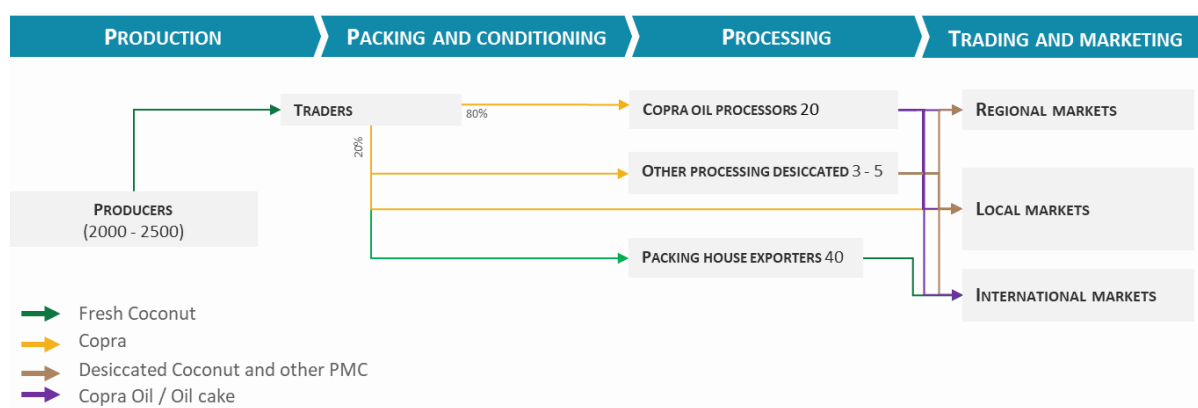 PRODUCTION
PACKING AND CONDITIONING
PROCESSING
TRADING AND MARKETING
TRADERS
80%
20%
COPRA OIL PROCESSORS 20
REGIONAL MARKETS
OTHER PROCESSING DESICCATED 3 - 5
PRODUCERS
(2000 - 2500)
LOCAL MARKETS
PACKING HOUSE EXPORTERS 40
INTERNATIONAL MARKETS
Fresh Coconut
Copra
Desiccated Coconut and other PMC
Copra Oil / Oil cake